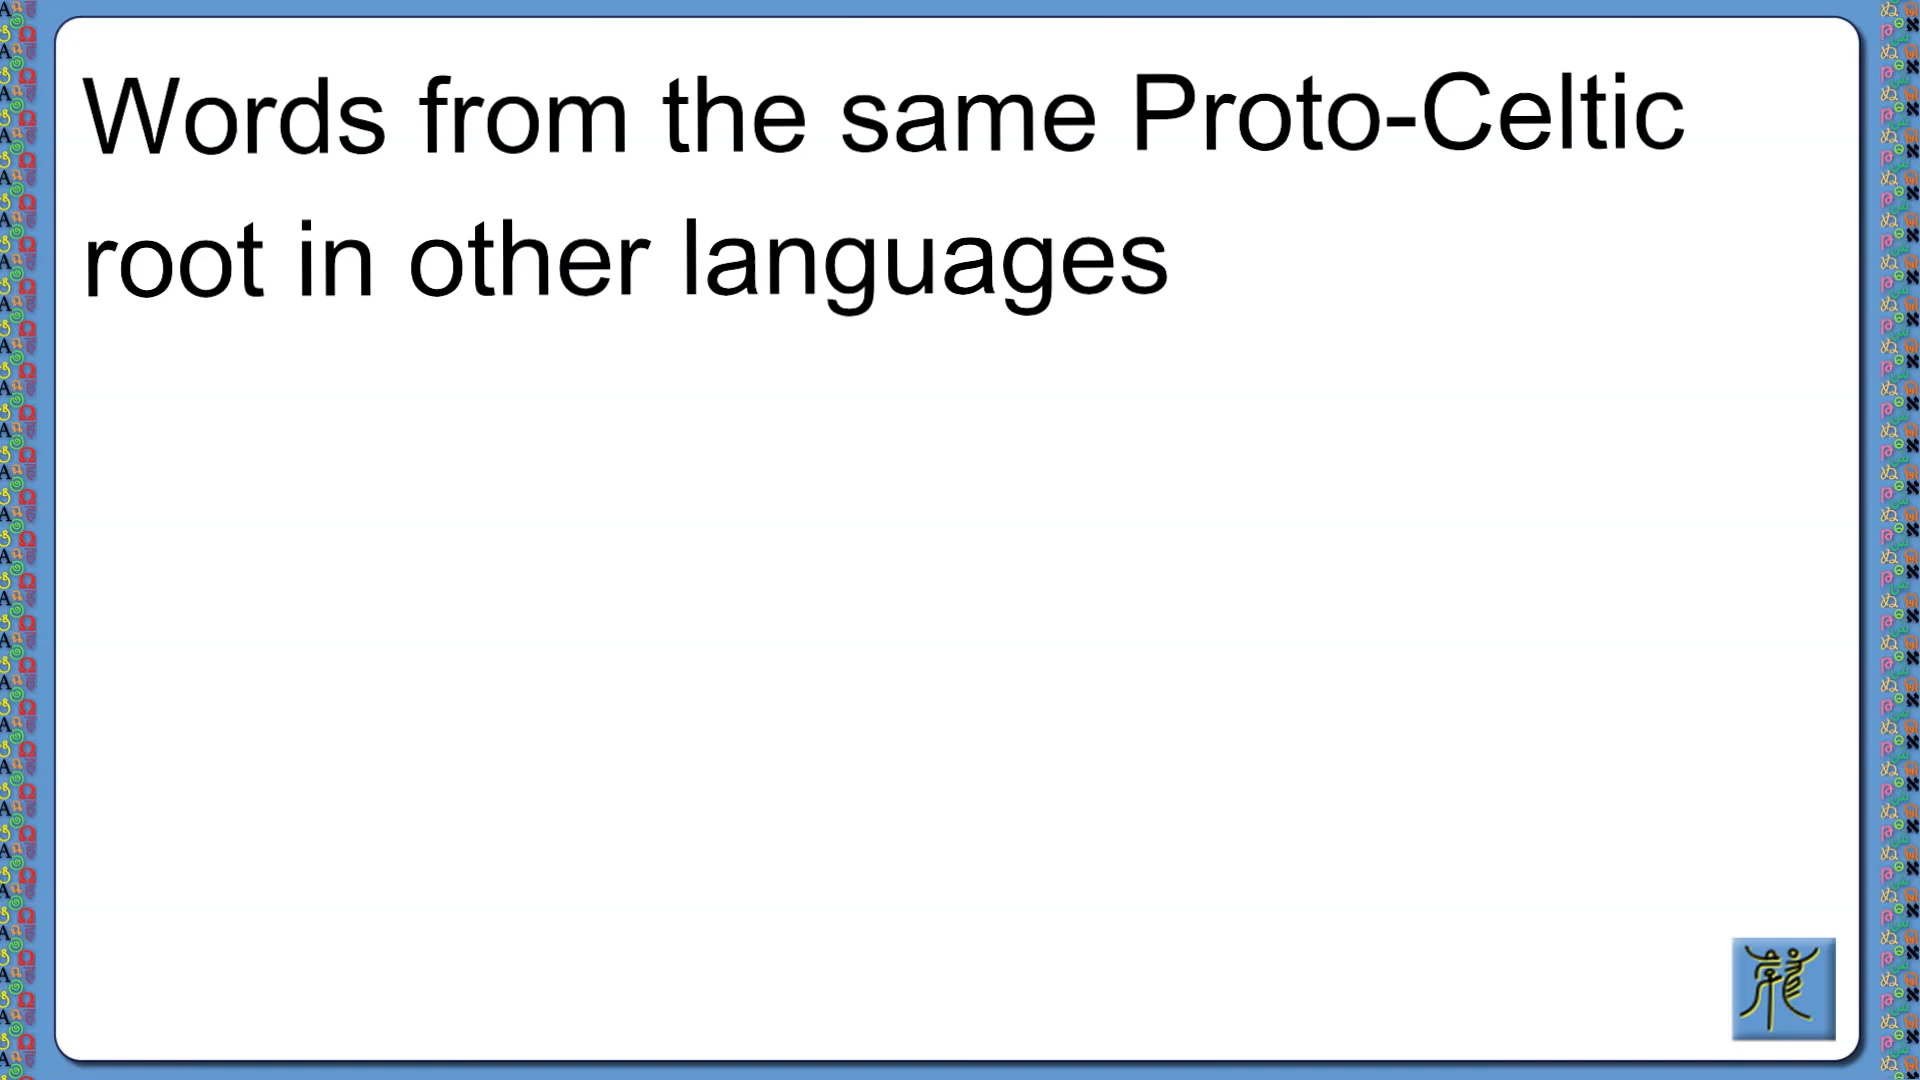 Words from the same Proto-Celtic
root in other languages